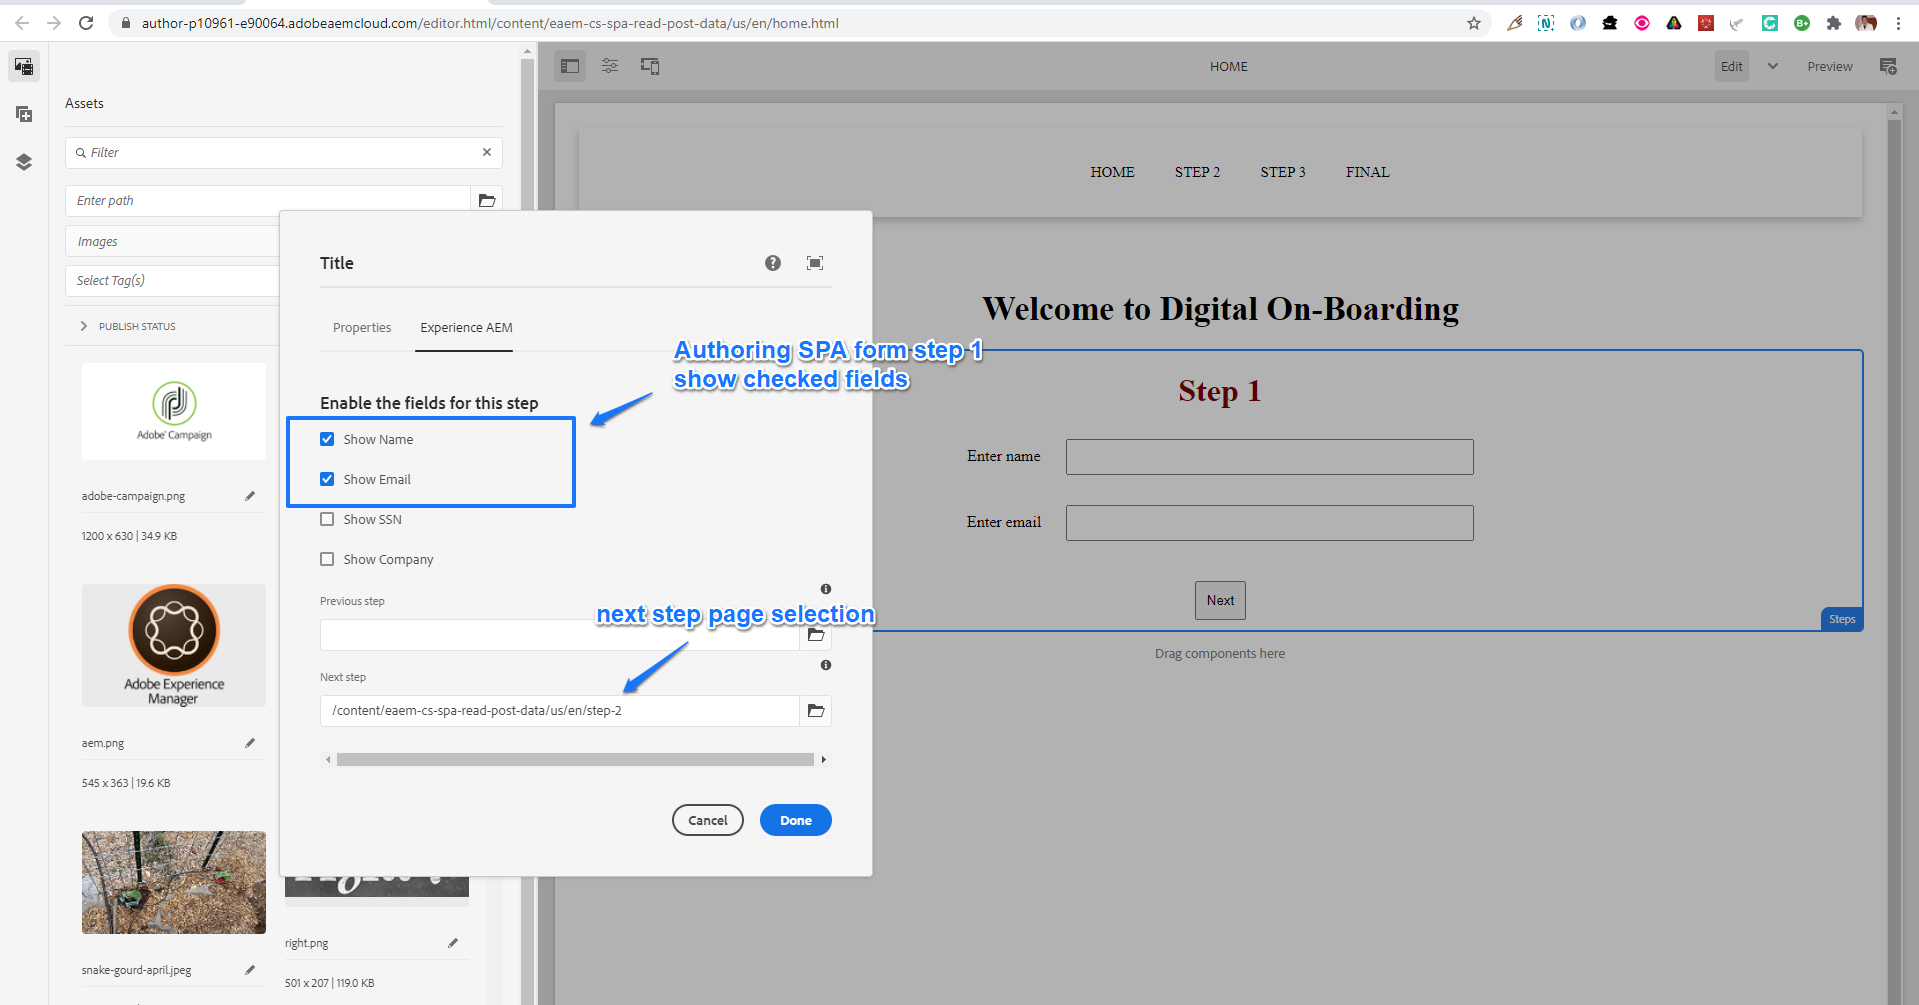 author-p10961-e90064.adobeaemcloud.com/editor.html/content/eaem-cs-spa-read-post-data/us/en/home.html
HOME
Edit
Preview
Assets
Filter
Enter path
Images
Select Tag(s)
PUBLISH STATUS
Adobe® Campaign
adobe-campaign.png
1200 x 630 | 34.9 KB
Adobe Experience
Manager
aem.png
545 x 363 | 19.6 KB
snake-gourd-april.jpeg
right.png
501 x 207 | 119.0 KB
Title
Properties
Experience AEM
Authoring SPA form step 1
show checked fields
Enable the fields for this step
Show Name
Show Email
Show SSN
Show Company
Previous step
next step page selection
Next step
/content/eaem-cs-spa-read-post-data/us/en/step-2
Cancel
Done
HOME
STEP 2
STEP 3
FINAL
Welcome to Digital On-Boarding
Step 1
Enter name
Enter email
Next
Steps
Drag components here